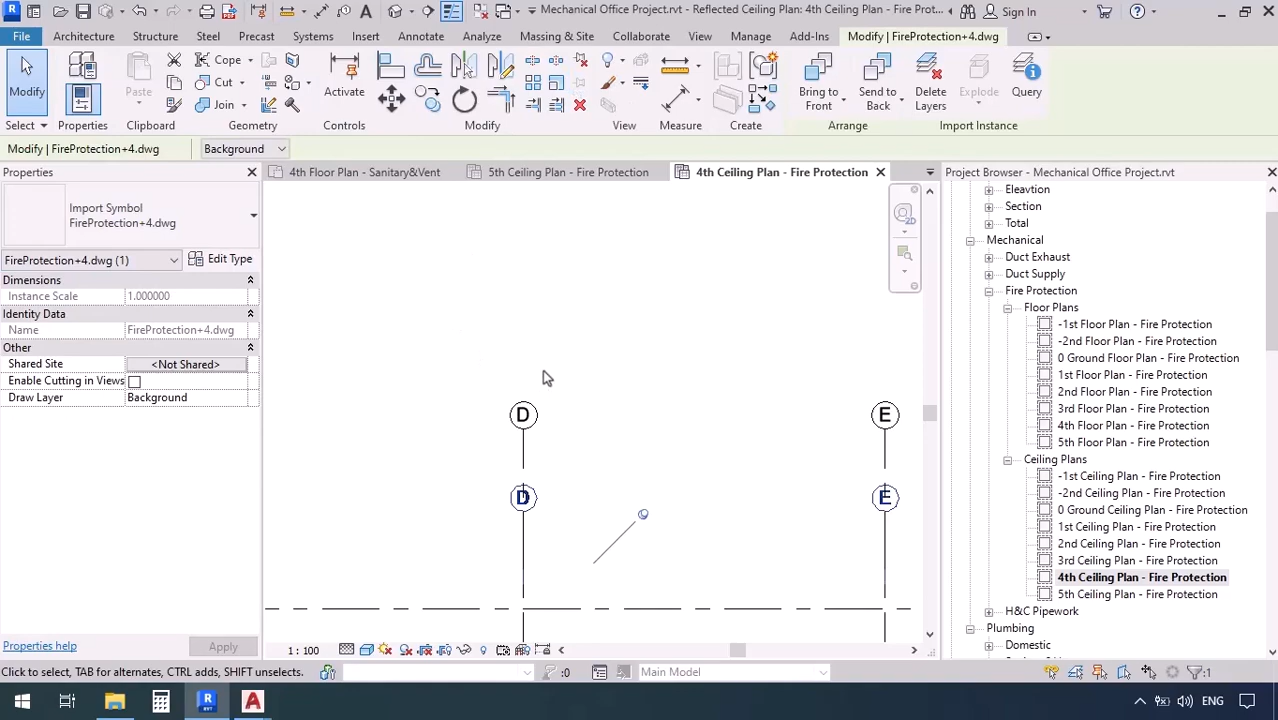 Mechanical Office Project.rvt - Reflected Ceiling Plan: 4th Ceiling Plan - Fire Prot...
Sign In
File
Architecture
Structure
Steel
Precast
Systems
Insert
Annotate
Analyze
Massing & Site
Collaborate
View
Manage
Add-Ins
Modify | FireProtection+4.dwg
Modify
Cope
Cut
Join
Paste
Activate
Bring to
Front
Send to
Back
Delete
Layers
Explode
Query
Select
Properties
Clipboard
Geometry
Controls
Modify
View
Measure
Create
Arrange
Import Instance
Modify | FireProtection+4.dwg
Background
Properties
4th Floor Plan - Sanitary&Vent
5th Ceiling Plan - Fire Protection
4th Ceiling Plan - Fire Protection
Project Browser - Mechanical Office Project.rvt
Import Symbol
FireProtection+4.dwg
FireProtection+4.dwg (1)
Edit Type
Dimensions
Instance Scale
1.000000
Identity Data
Name
FireProtection+4.dwg
Other
Shared Site
<Not Shared>
Enable Cutting in Views
Draw Layer
Background
Properties help
Apply
2D
D
E
D
E
Eleavtion
Section
Total
Mechanical
Duct Exhaust
Duct Supply
Fire Protection
Floor Plans
-1st Floor Plan - Fire Protection
-2nd Floor Plan - Fire Protection
0 Ground Floor Plan - Fire Protection
1st Floor Plan - Fire Protection
2nd Floor Plan - Fire Protection
3rd Floor Plan - Fire Protection
4th Floor Plan - Fire Protection
5th Floor Plan - Fire Protection
Ceiling Plans
-1st Ceiling Plan - Fire Protection
-2nd Ceiling Plan - Fire Protection
0 Ground Ceiling Plan - Fire Protection
1st Ceiling Plan - Fire Protection
2nd Ceiling Plan - Fire Protection
3rd Ceiling Plan - Fire Protection
4th Ceiling Plan - Fire Protection
5th Ceiling Plan - Fire Protection
H&C Pipework
Plumbing
Domestic
1 : 100
Click to select, TAB for alternates, CTRL adds, SHIFT unselects.
:0
Main Model
:1
ENG